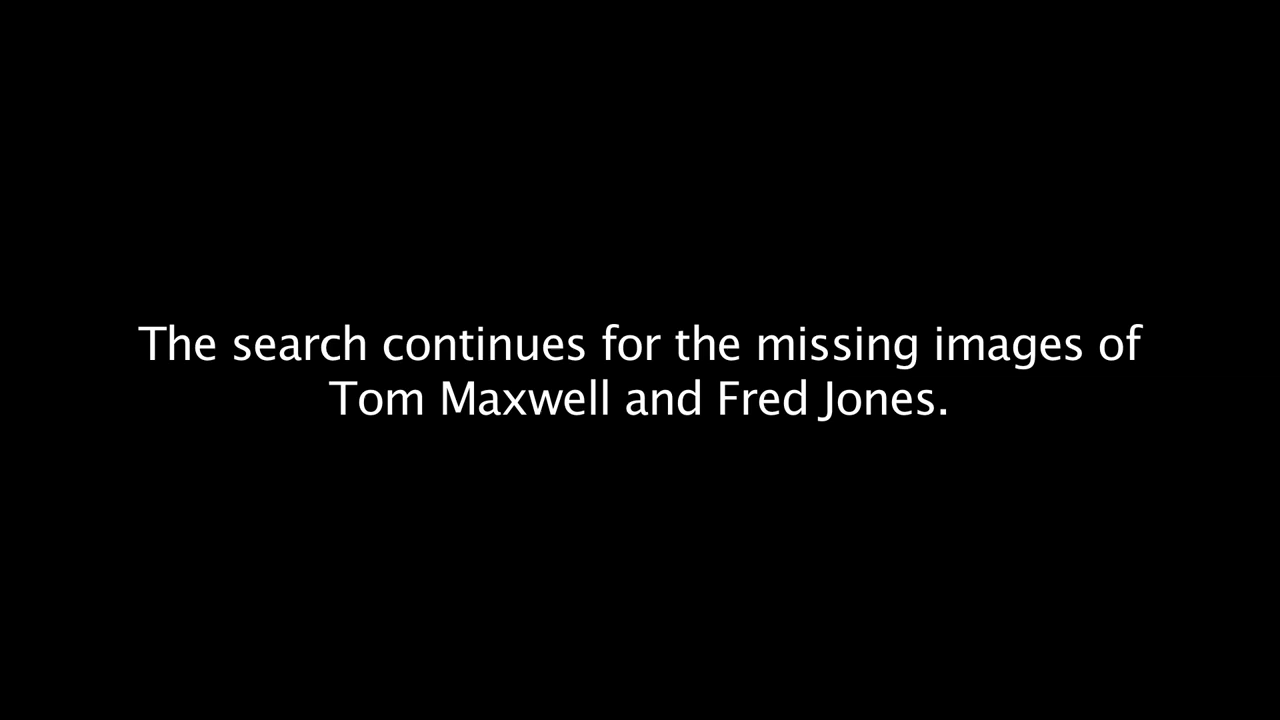 The search continues for the missing images of
Tom Maxwell and Fred Jones.